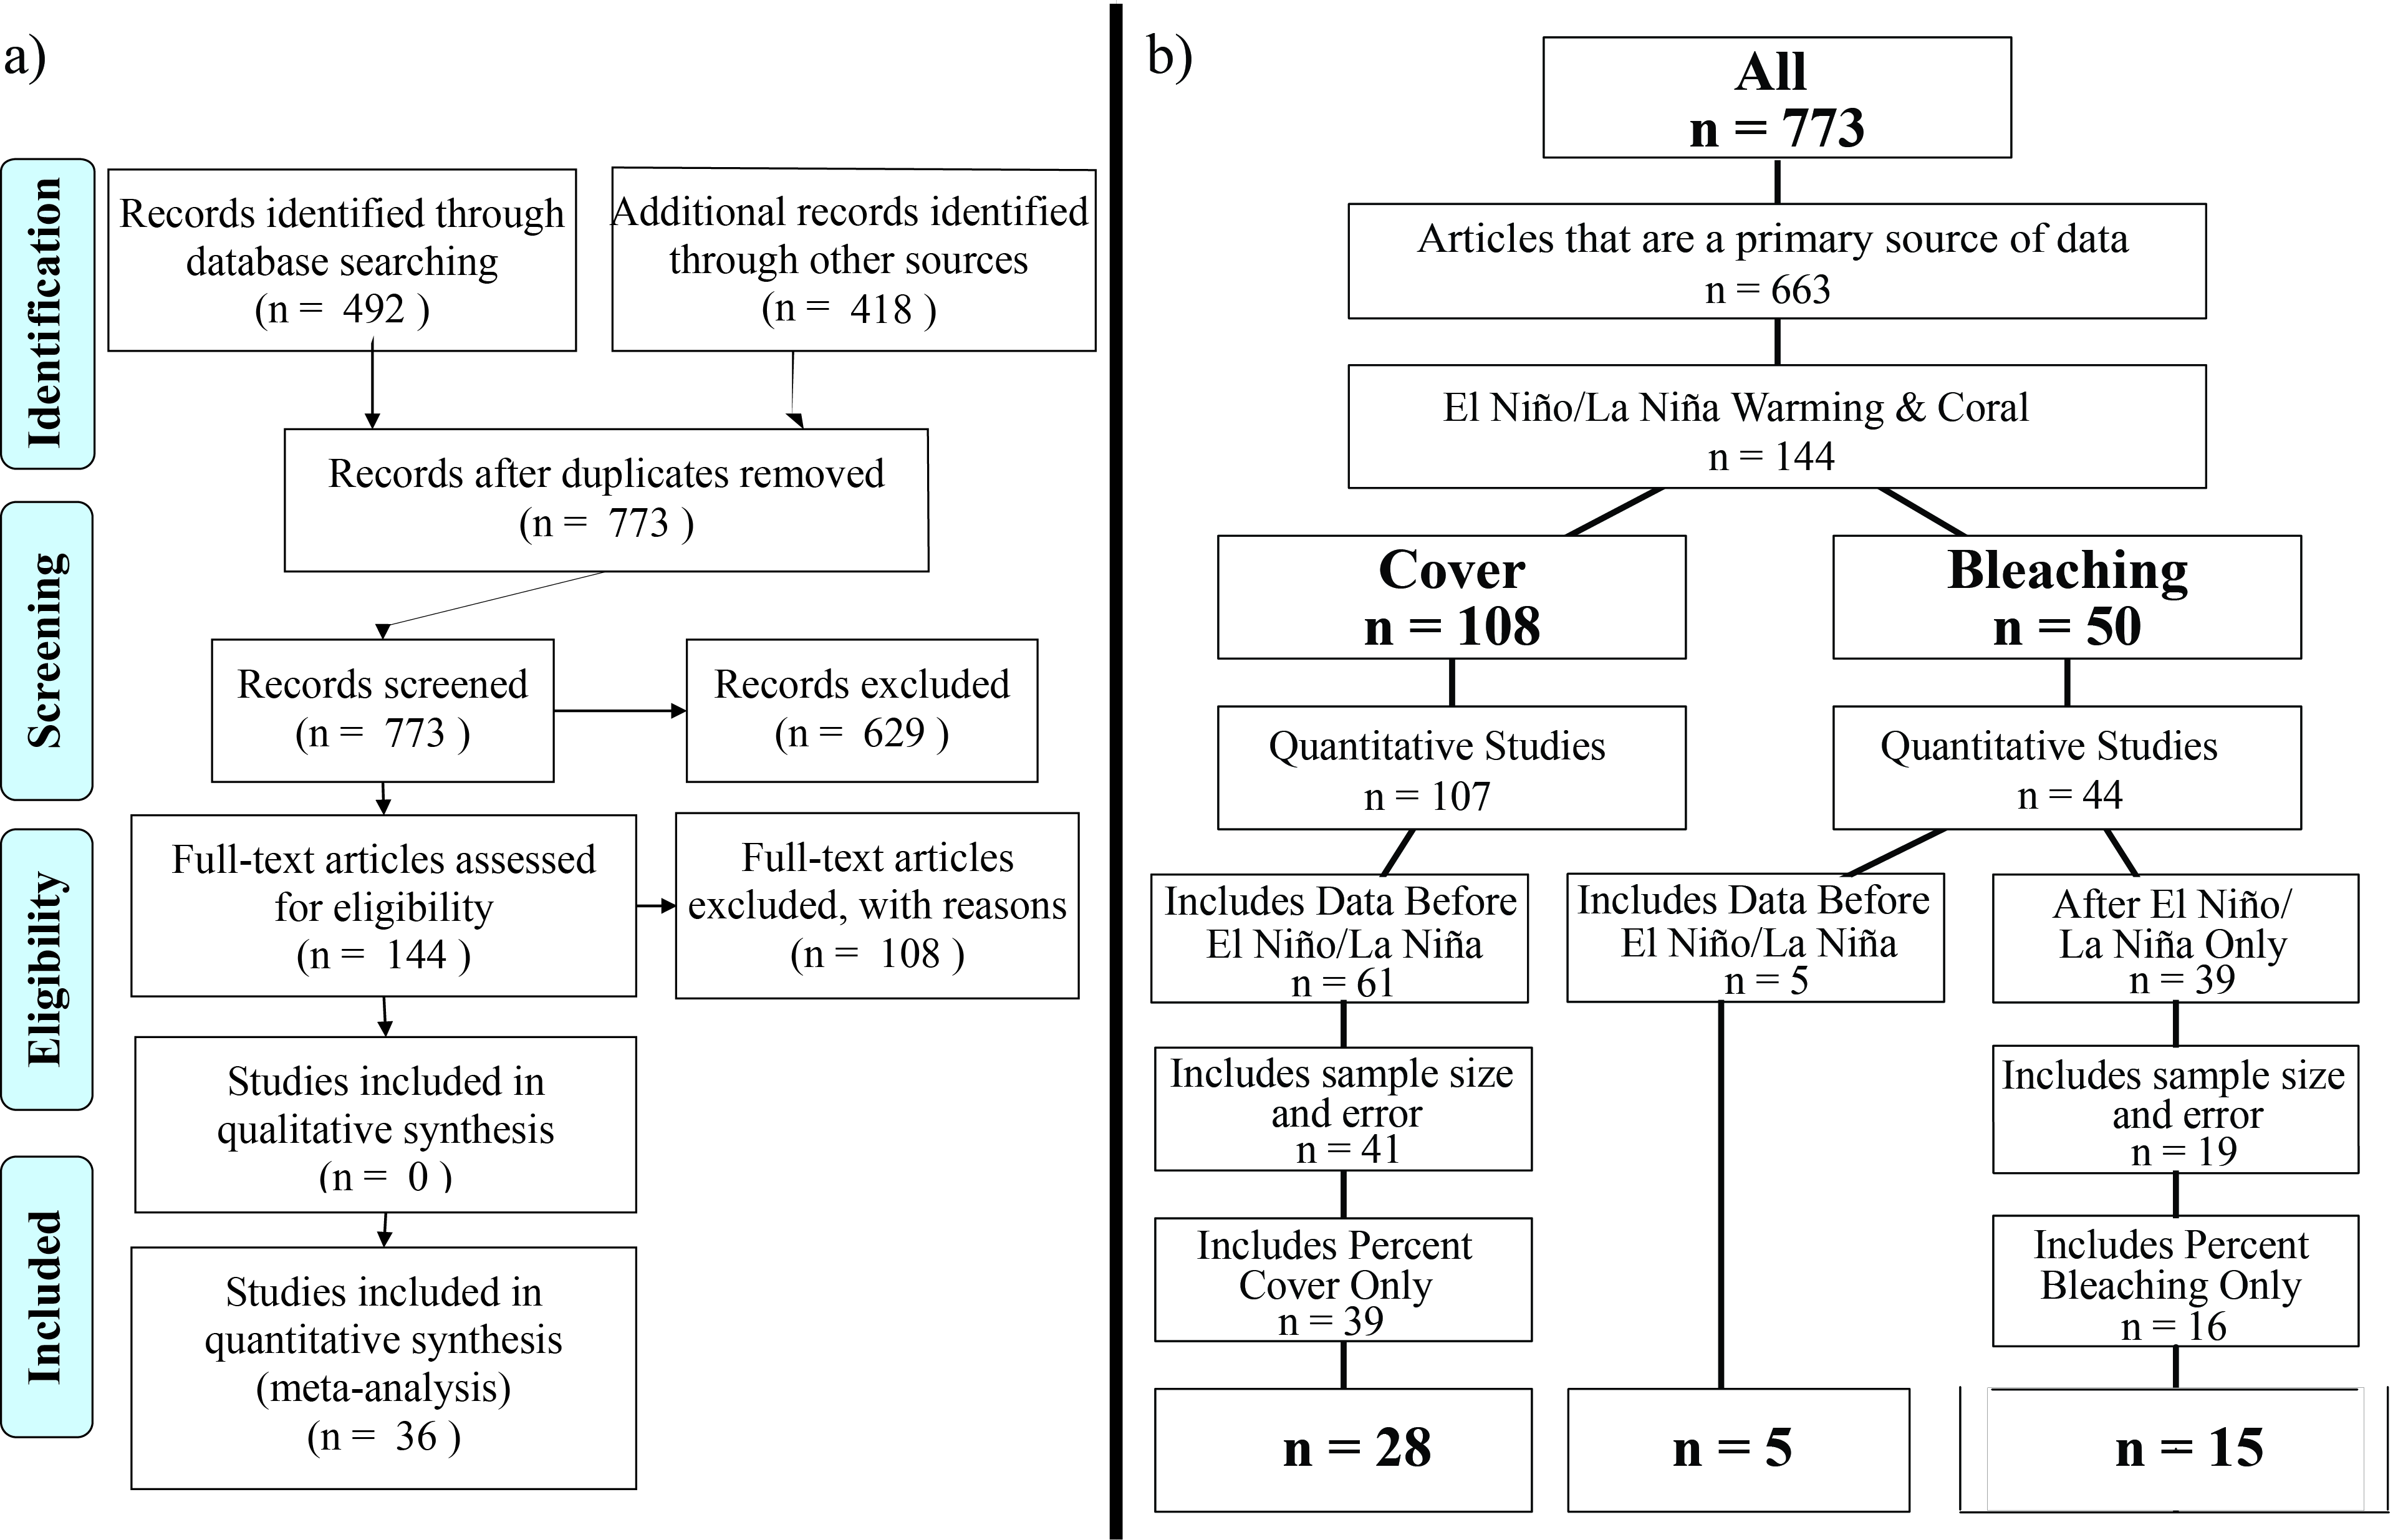 a)
Identification
Records identified through
database searching
(n = 492 )
Additional records identified
through other sources
(n = 418 )
Records after duplicates removed
(n = 773 )
Screening
Records screened
(n = 773 )
Records excluded
(n = 629 )
Eligibility
Full-text articles assessed
for eligibility
(n = 144 )
Full-text articles
excluded, with reasons
(n = 108 )
Studies included in
qualitative synthesis
(n = 0 )
Included
Studies included in
quantitative synthesis
(meta-analysis)
(n = 36 )
b)
All
n = 773
Articles that are a primary source of data
n = 663
El Niño/La Niña Warming & Coral
n = 144
Cover
n = 108
Bleaching
n = 50
Quantitative Studies
n = 107
Quantitative Studies
n = 44
Includes Data Before
El Niño/La Niña
n = 61
Includes Data Before
El Niño/La Niña
n = 5
After El Niño/
La Niña Only
n = 39
Includes sample size
and error
n = 41
Includes sample size
and error
n = 19
Includes Percent
Cover Only
n = 39
Includes Percent
Bleaching Only
n = 16
n = 28
n = 5
n = 15